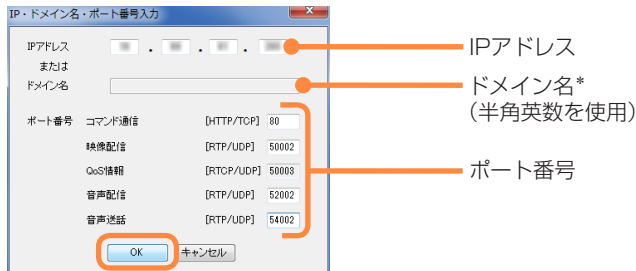 IP・ドメイン名・ポート番号入力
IPアドレス
または
ドメイン名
ポート番号 コマンド通信 [HTTP/TCP] 80
映像配信 [RTP/UDP] 50002
QoS情報 [RTCP/UDP] 50003
音声配信 [RTP/UDP] 52002
音声送話 [RTP/UDP] 54002
OK キャンセル
IPアドレス
ドメイン名*
(半角英数を使用)
ポート番号